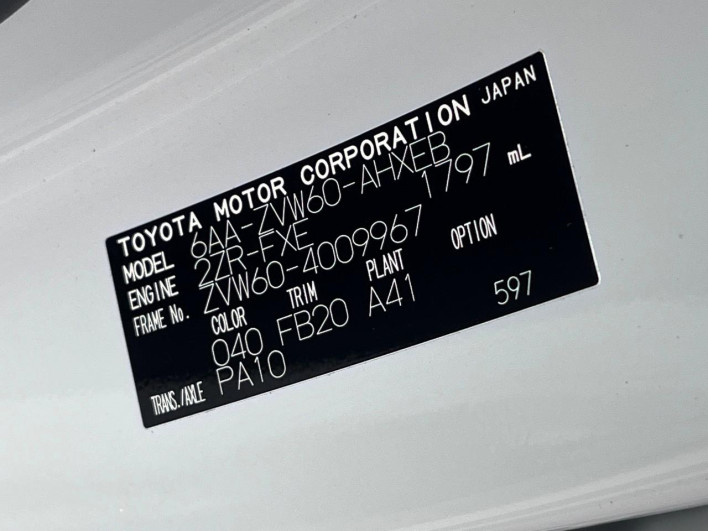 TOYOTA MOTOR CORPORATION JAPAN
MODEL 6AA-ZVW60-AHXEB
ENGINE 2ZR-FXE 1797 mL
FRAME No. ZVW60-4009967
COLOR TRIM PLANT OPTION
040 FB20 A41 597
TRANS./AXLE PA10